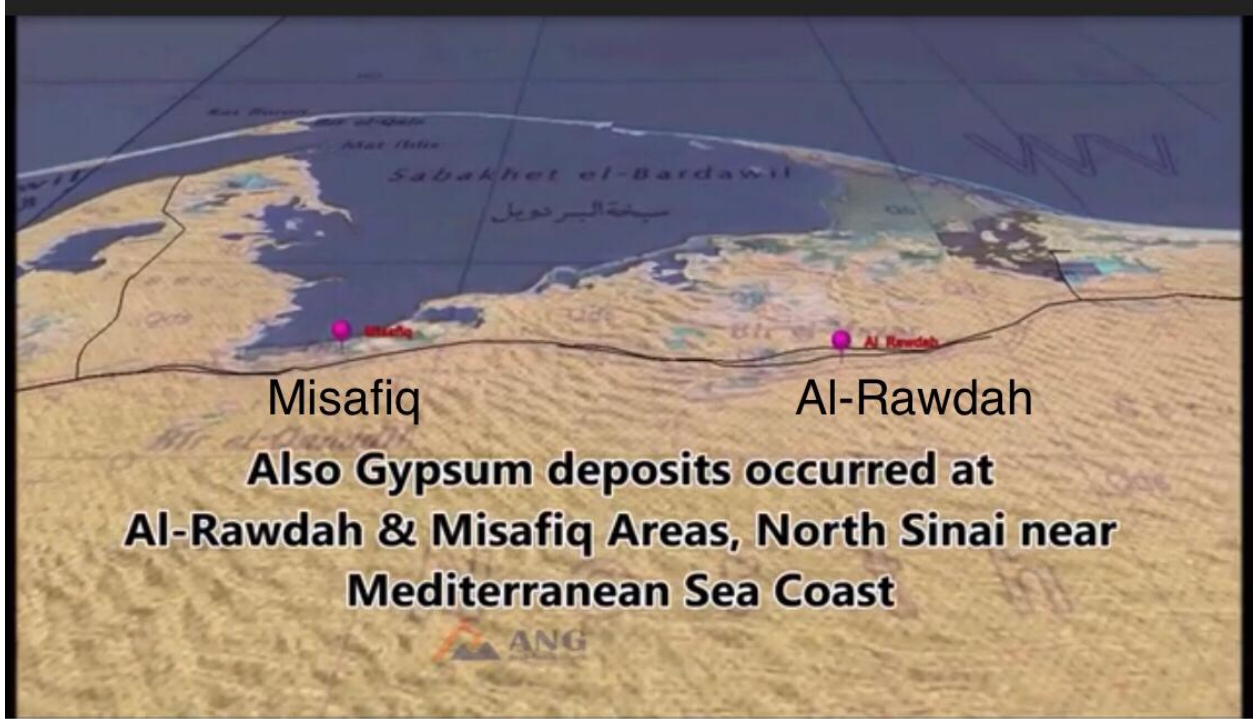 Sabakhet el-Bardawil
سبخة البردويل
Misafiq
Al Rawdah
Misafiq
Al-Rawdah
Also Gypsum deposits occurred at
Al-Rawdah & Misafiq Areas, North Sinai near
Mediterranean Sea Coast
ANG